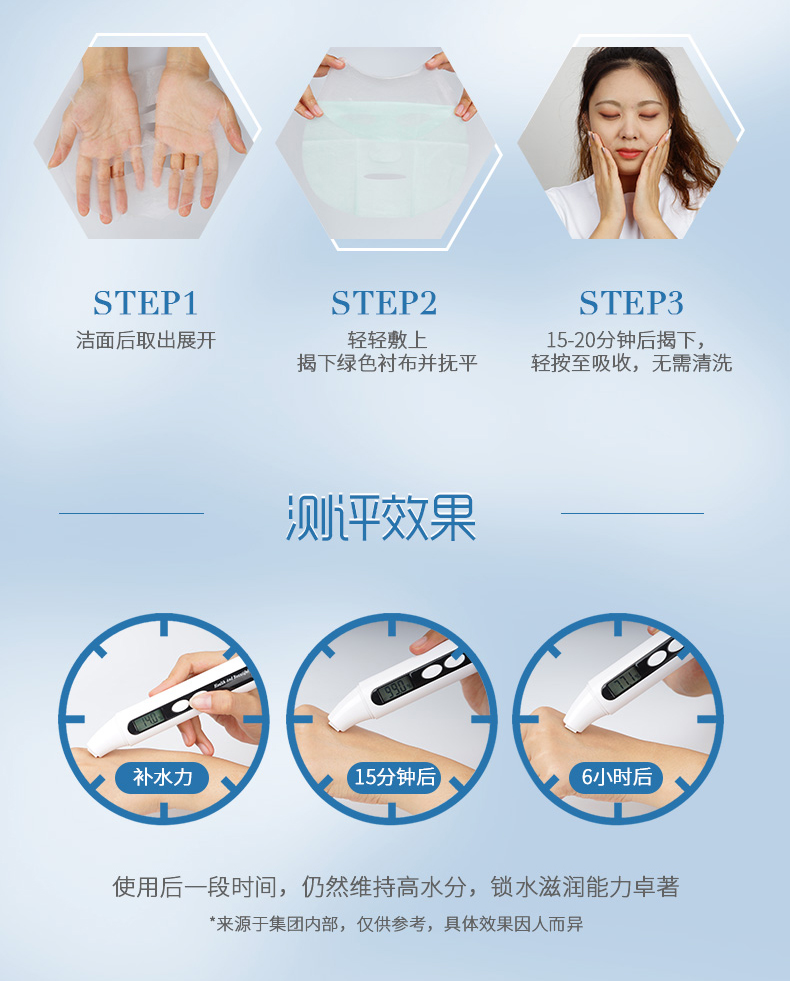 STEP1
洁面后取出展开
STEP2
轻轻敷上
揭下绿色衬布并抚平
STEP3
15-20分钟后揭下，
轻按至吸收，无需清洗
测评效果
补水力
15分钟后
6小时后
使用后一段时间，仍然维持高水分，锁水滋润能力卓著
*来源于集团内部，仅供参考，具体效果因人而异